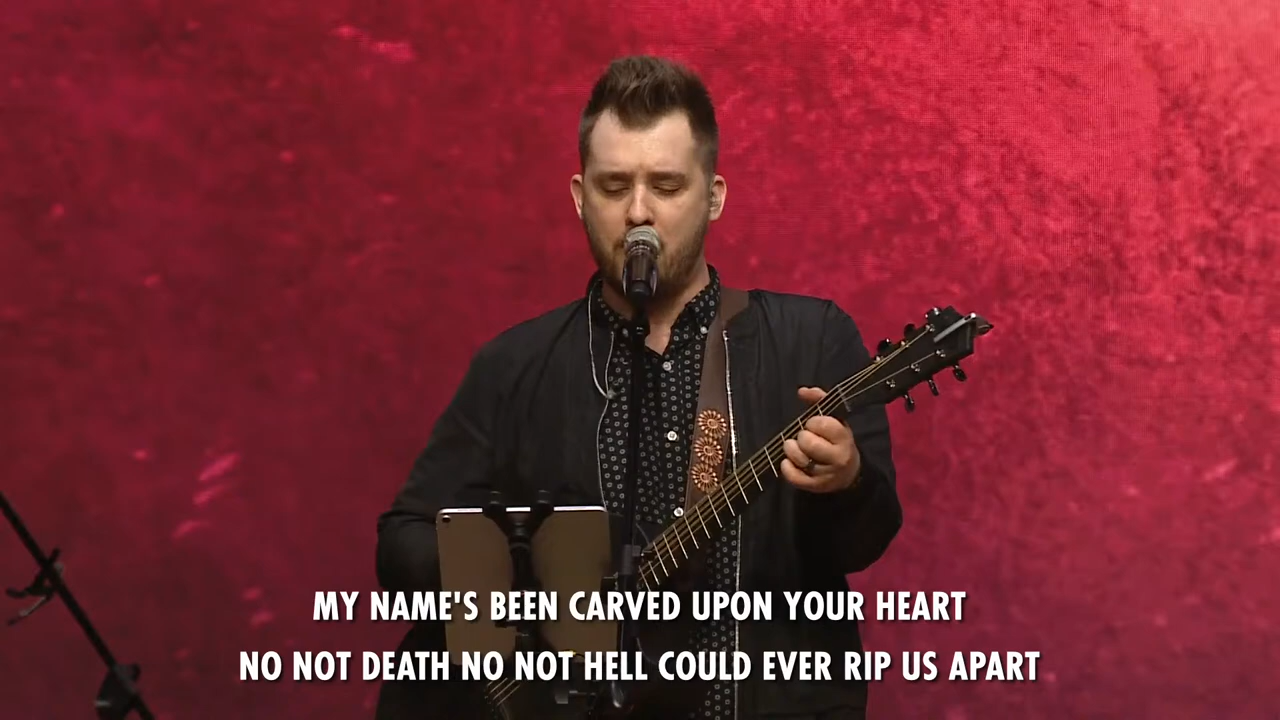 MY NAME'S BEEN CARVED UPON YOUR HEART
NO NOT DEATH NO NOT HELL COULD EVER RIP US APART